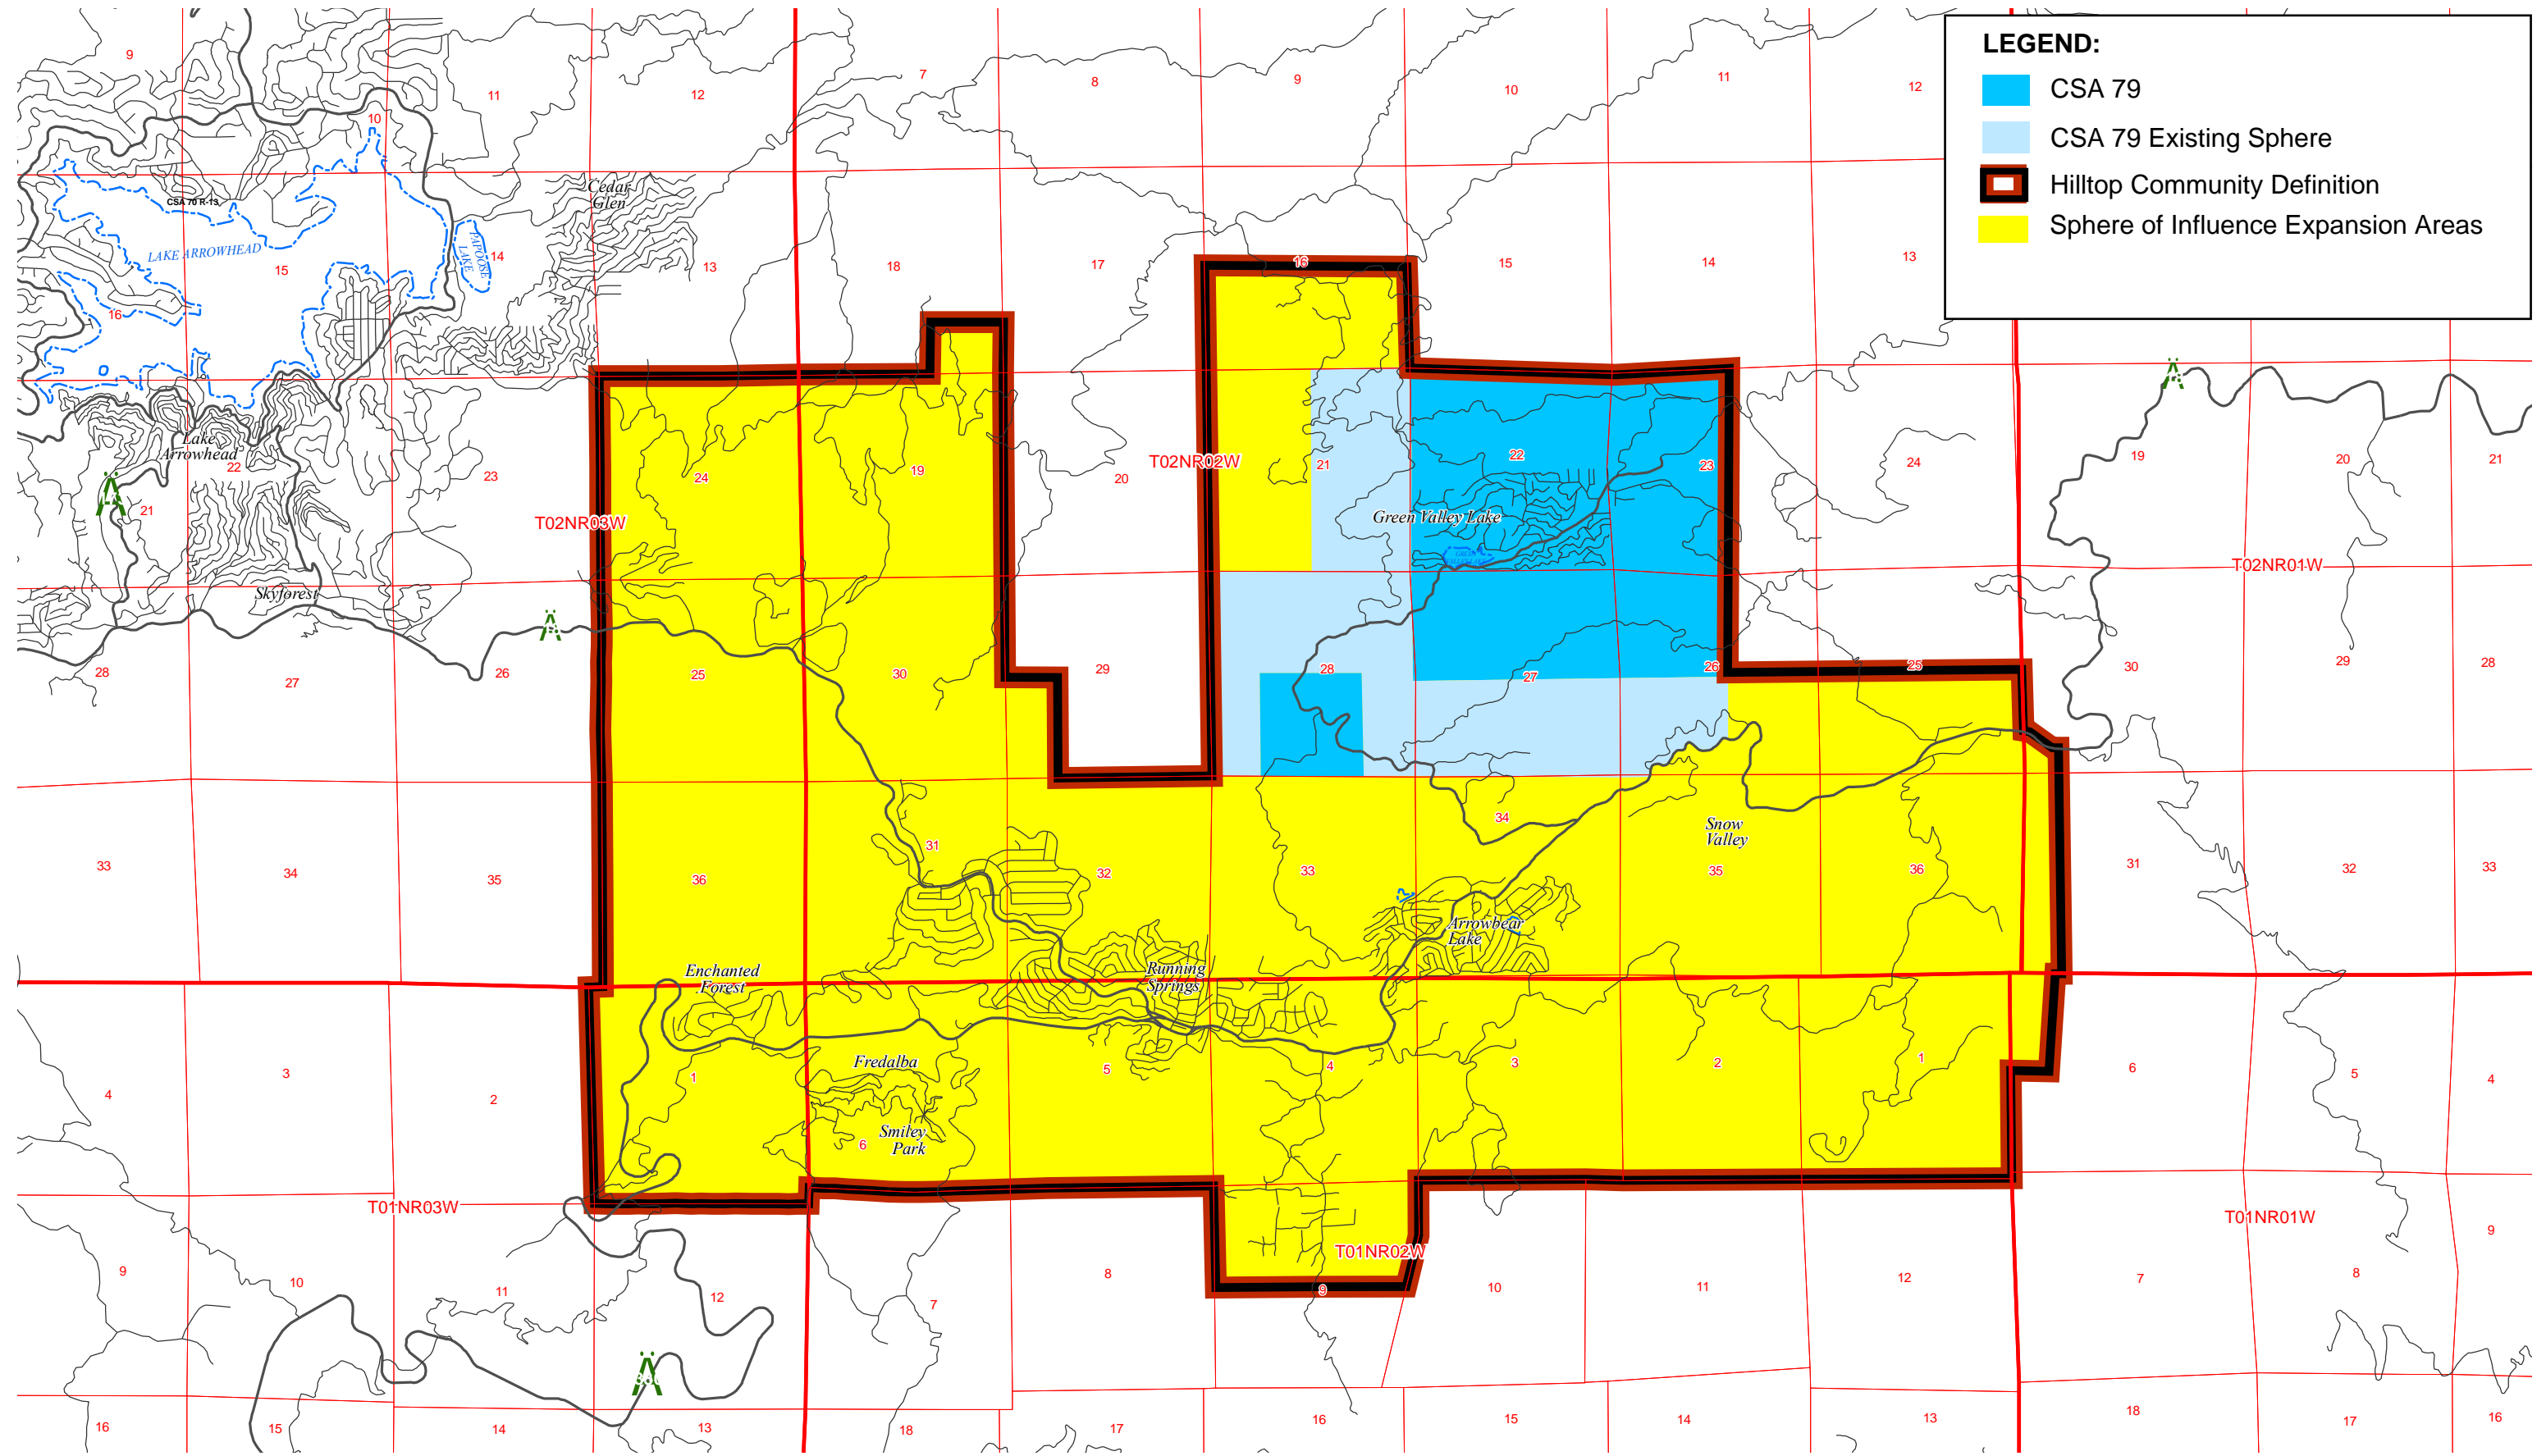 LEGEND:
CSA 79
CSA 79 Existing Sphere
Hilltop Community Definition
Sphere of Influence Expansion Areas
9
11
12
7
8
9
10
11
12
10
Cedar
Glen
CSA 70 R-13
LAKE ARROWHEAD
15
PAPOOSE
LAKE
14
13
18
17
16
15
14
13
16
Lake
Arrowhead
22
21
23
24
19
20
T02NR02W
21
22
23
24
19
20
21
T02NR03W
Green Valley Lake
GREEN
T02NR01W
Skyforest
28
27
26
25
30
29
28
27
26
25
30
29
28
33
34
35
36
31
32
33
34
Snow
Valley
35
36
31
32
33
Arrowbear
Lake
Enchanted
Forest
Running
Springs
4
3
2
1
Fredalba
6
Smiley
Park
5
4
3
2
1
6
5
4
T01NR03W
T01NR02W
T01NR01W
9
10
11
12
7
8
9
10
11
12
7
8
9
16
15
14
13
18
17
16
15
14
13
18
17
16